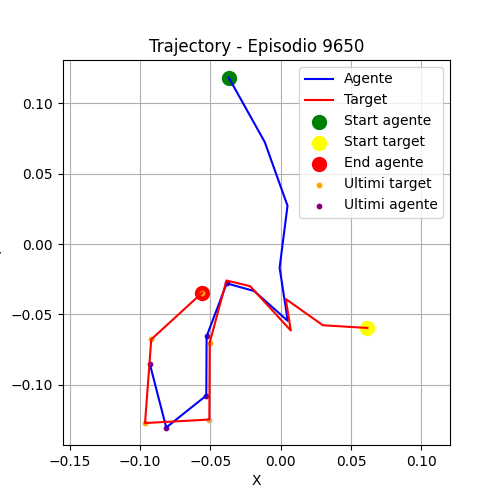 Trajectory - Episodio 9650
Agente
Target
Start agente
Start target
End agente
Ultimi target
Ultimi agente
0.10
0.05
0.00
−0.05
−0.10
−0.15
−0.10
−0.05
0.00
0.05
0.10
X